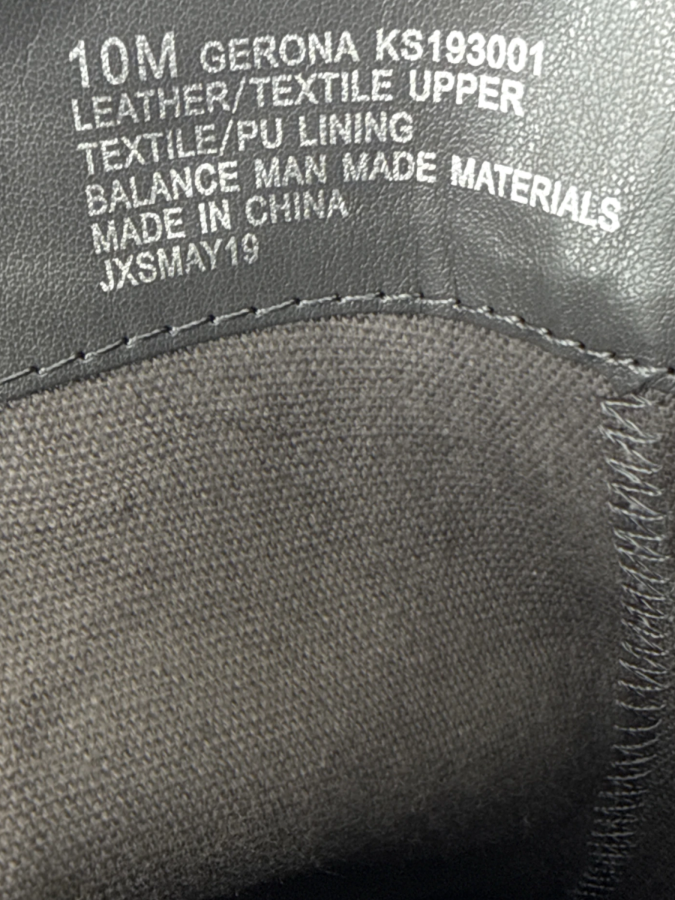 10M GERONA KS193001
LEATHER/TEXTILE UPPER
TEXTILE/PU LINING
BALANCE MAN MADE MATERIALS
MADE IN CHINA
JXSMAY19